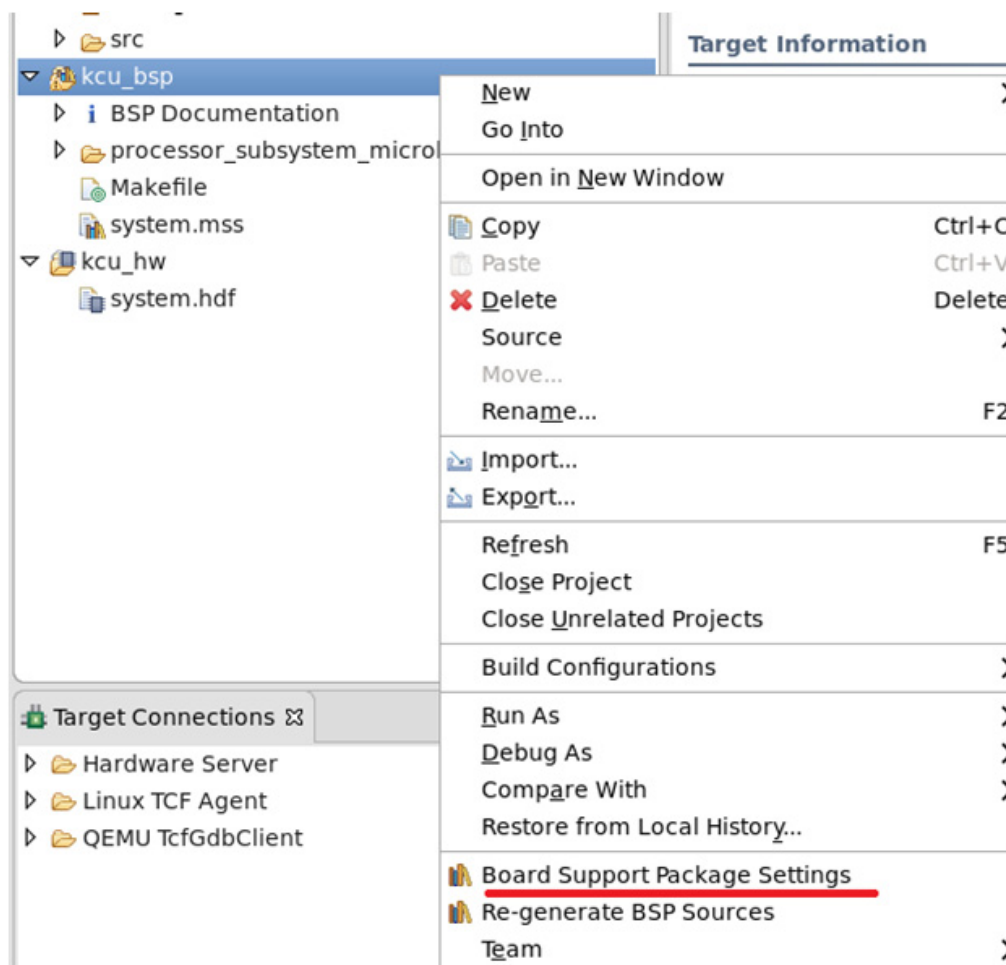 src
Target Information
kcu_bsp
BSP Documentation
processor_subsystem_microl
Makefile
system.mss
kcu_hw
system.hdf
New
Go Into
Open in New Window
Copy Ctrl+C
Paste Ctrl+V
Delete Delete
Source
Move...
Rename... F2
Import...
Export...
Refresh F5
Close Project
Close Unrelated Projects
Build Configurations
Run As
Debug As
Compare With
Restore from Local History...
Board Support Package Settings
Re-generate BSP Sources
Team
Target Connections
Hardware Server
Linux TCF Agent
QEMU TcfGdbClient